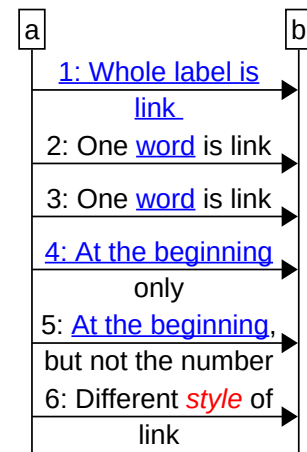 a b
1: Whole label is
link
2: One word is link
3: One word is link
4: At the beginning
only
5: At the beginning,
but not the number
6: Different style of
link